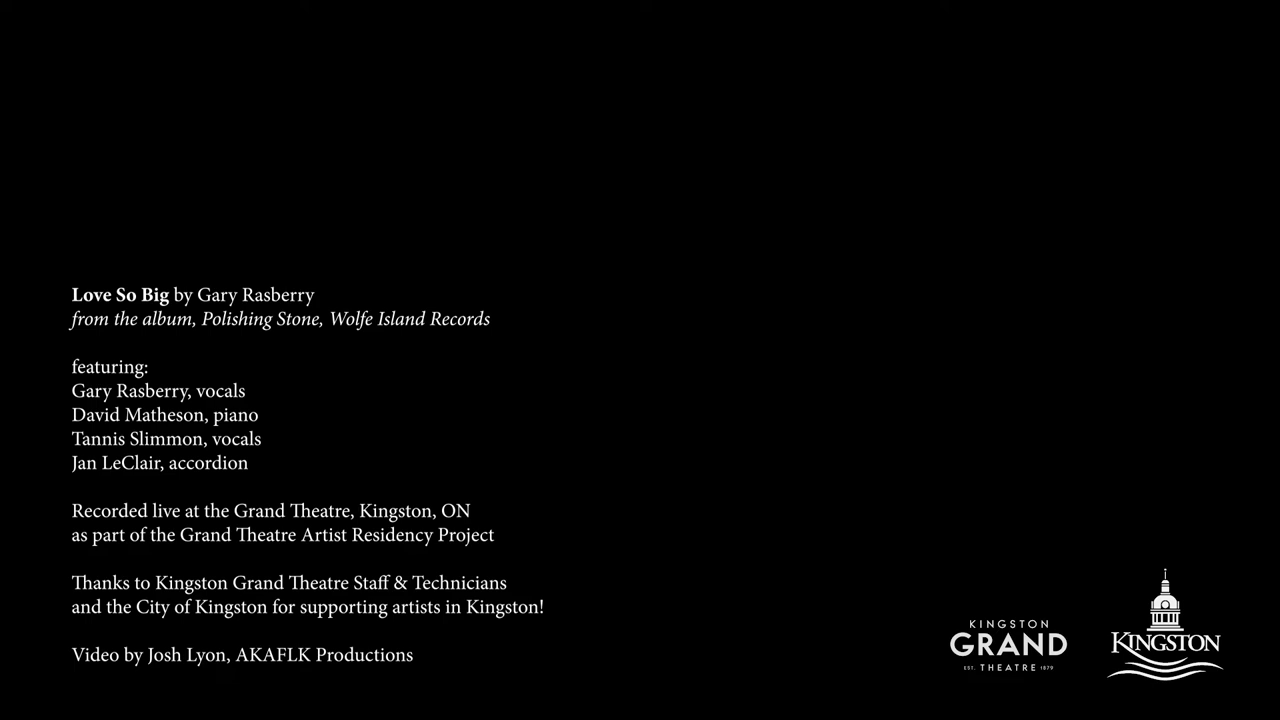 Love So Big by Gary Rasberry
from the album, Polishing Stone, Wolfe Island Records
featuring:
Gary Rasberry, vocals
David Matheson, piano
Tannis Slimmon, vocals
Jan LeClair, accordion
Recorded live at the Grand Theatre, Kingston, ON
as part of the Grand Theatre Artist Residency Project
Thanks to Kingston Grand Theatre Staff & Technicians
and the City of Kingston for supporting artists in Kingston!
Video by Josh Lyon, AKAFLK Productions
KINGSTON
GRAND
EST. THEATRE 1879
KINGSTON